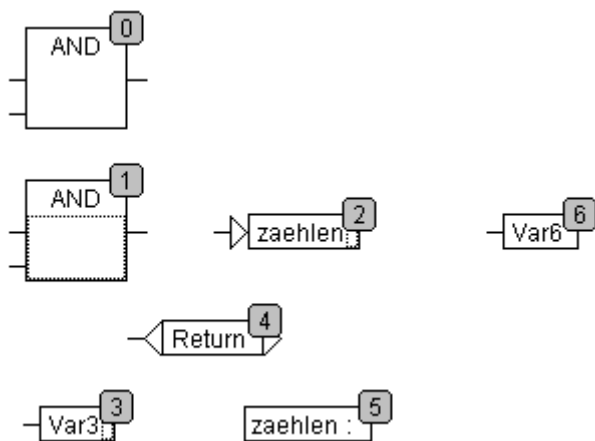 0
AND
1
AND
2
zaehlen
6
Var6
4
Return
3
Var3
5
zaehlen :